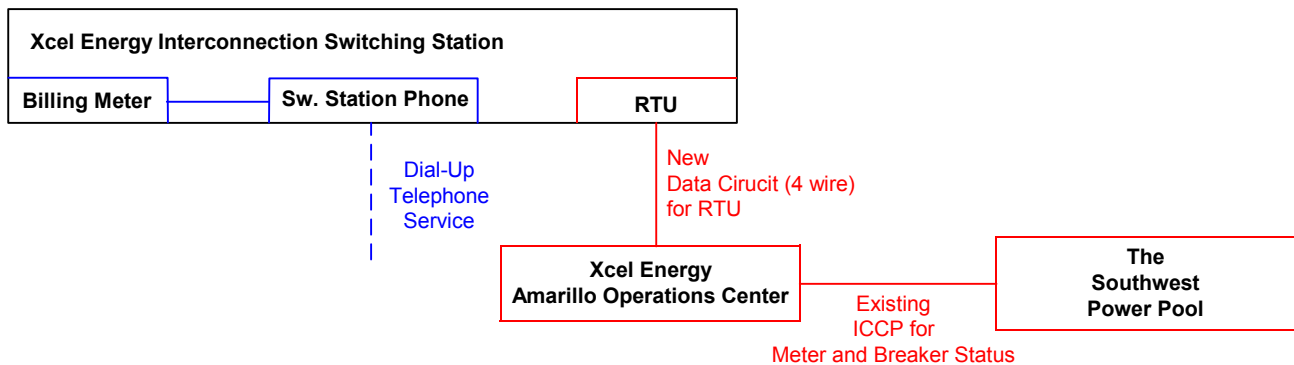 Xcel Energy Interconnection Switching Station
Billing Meter
Sw. Station Phone
RTU
Dial-Up
Telephone
Service
New
Data Cirucit (4 wire)
for RTU
Xcel Energy
Amarillo Operations Center
Existing
ICCP for
Meter and Breaker Status
The
Southwest
Power Pool